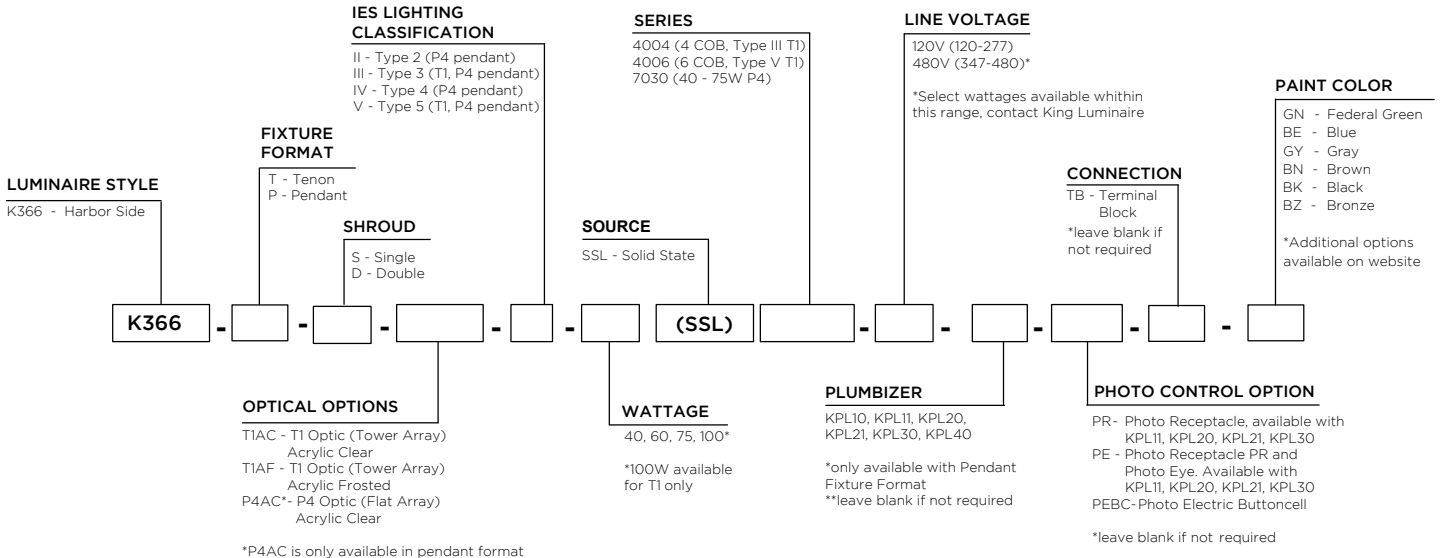 LUMINAIRE STYLE
K366 - Harbor Side
FIXTURE
FORMAT
T - Tenon
P - Pendant
SHROUD
S - Single
D - Double
IES LIGHTING
CLASSIFICATION
II - Type 2 (P4 pendant)
III - Type 3 (T1, P4 pendant)
IV - Type 4 (P4 pendant)
V - Type 5 (T1, P4 pendant)
SOURCE
SSL - Solid State
SERIES
4004 (4 COB, Type III T1)
4006 (6 COB, Type V T1)
7030 (40 - 75W P4)
LINE VOLTAGE
120V (120-277)
480V (347-480)*
*Select wattages available whithin
this range, contact King Luminaire
CONNECTION
TB - Terminal
Block
*leave blank if
not required
PAINT COLOR
GN - Federal Green
BE - Blue
GY - Gray
BN - Brown
BK - Black
BZ - Bronze
*Additional options
available on website
K366 - - - - - (SSL) - - - - -
OPTICAL OPTIONS
T1AC - T1 Optic (Tower Array)
Acrylic Clear
T1AF - T1 Optic (Tower Array)
Acrylic Frosted
P4AC*- P4 Optic (Flat Array)
Acrylic Clear
*P4AC is only available in pendant format
WATTAGE
40, 60, 75, 100*
*100W available
for T1 only
PLUMBIZER
KPL10, KPL11, KPL20,
KPL21, KPL30, KPL40
*only available with Pendant
Fixture Format
**leave blank if not required
PHOTO CONTROL OPTION
PR- Photo Receptacle, available with
KPL11, KPL20, KPL21, KPL30
PE - Photo Receptacle PR and
Photo Eye. Available with
KPL11, KPL20, KPL21, KPL30
PEBC-Photo Electric Buttoncell
*leave blank if not required